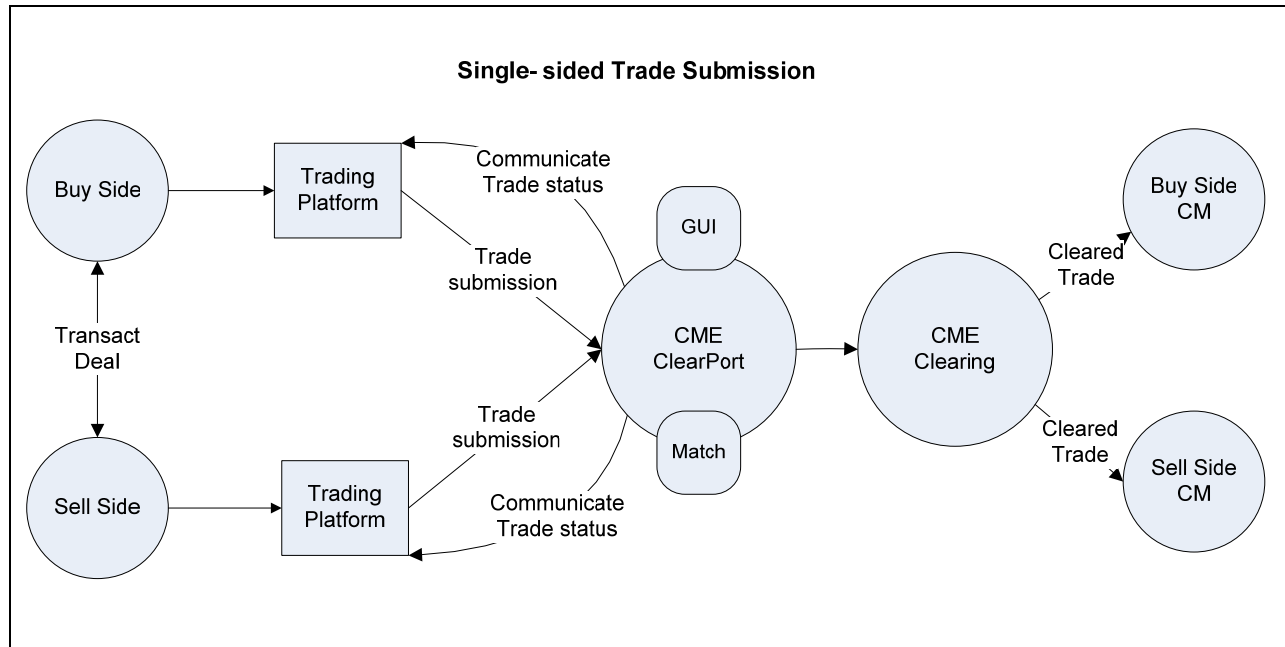 Single- sided Trade Submission
Buy Side
Trading
Platform
Communicate
Trade status
GUI
Buy Side
CM
Trade
submission
Cleared
Trade
Transact
Deal
CME
ClearPort
CME
Clearing
Trade
submission
Cleared
Trade
Match
Sell Side
Trading
Platform
Communicate
Trade status
Sell Side
CM